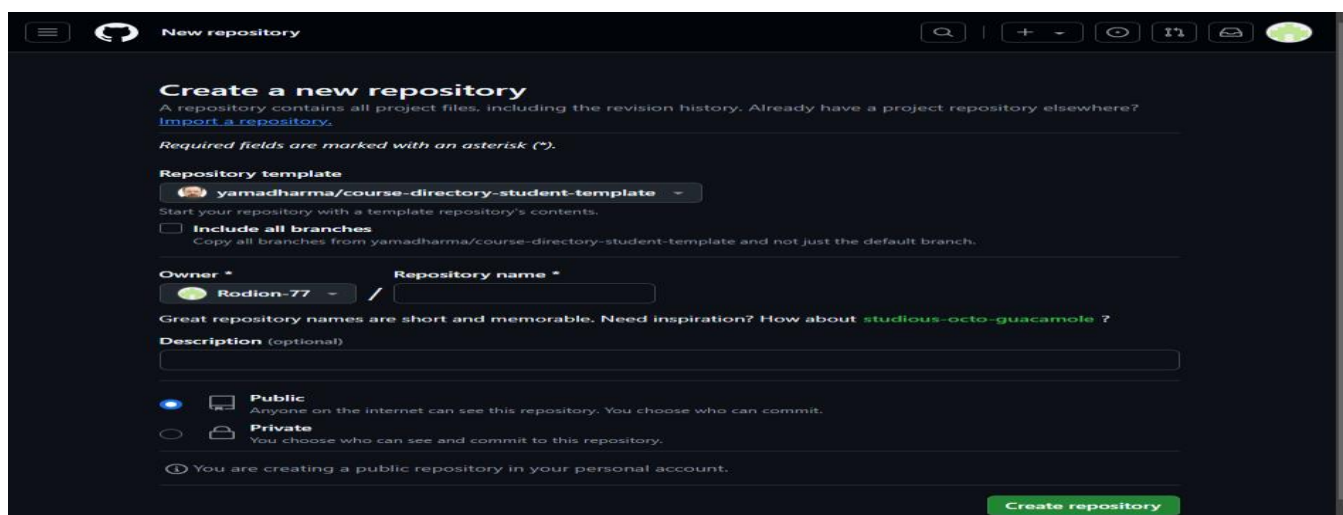 New repository
Create a new repository
A repository contains all project files, including the revision history. Already have a project repository elsewhere?
Import a repository.
Required fields are marked with an asterisk (*).
Repository template
yamadharma/course-directory-student-template
Start your repository with a template repository's contents.
Include all branches
Copy all branches from yamadharma/course-directory-student-template and not just the default branch.
Owner * Repository name *
Rodion-77 /
Great repository names are short and memorable. Need inspiration? How about studious-octo-guacamole ?
Description (optional)
Public
Anyone on the internet can see this repository. You choose who can commit.
Private
You choose who can see and commit to this repository.
You are creating a public repository in your personal account.
Create repository